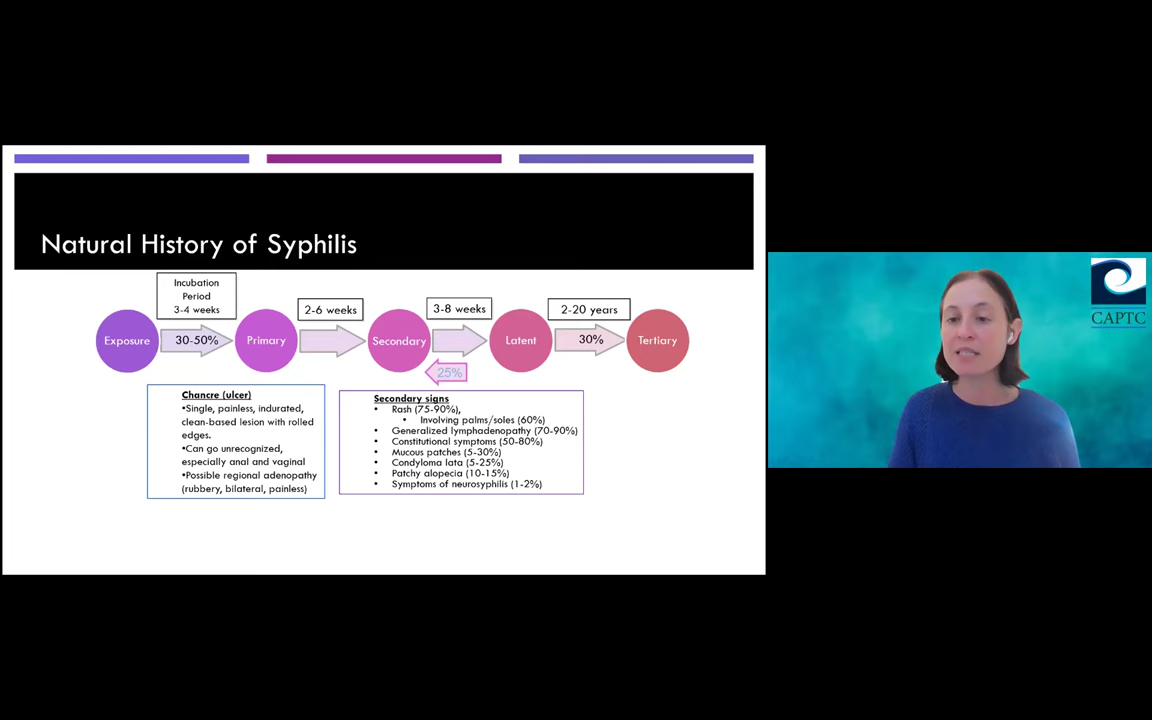 Natural History of Syphilis
Incubation
Period
3-4 weeks
2-6 weeks
3-8 weeks
2-20 years
Exposure
30-50%
Primary
Secondary
Latent
30%
Tertiary
25%
Chancre (ulcer)
•Single, painless, indurated,
clean-based lesion with rolled
edges.
•Can go unrecognized,
especially anal and vaginal
•Possible regional adenopathy
(rubbery, bilateral, painless)
Secondary signs
• Rash (75-90%),
• Involving palms/soles (60%)
• Generalized lymphadenopathy (70-90%)
• Constitutional symptoms (50-80%)
• Mucous patches (5-30%)
• Condyloma lata (5-25%)
• Patchy alopecia (10-15%)
• Symptoms of neurosyphilis (1-2%)
CAPTC